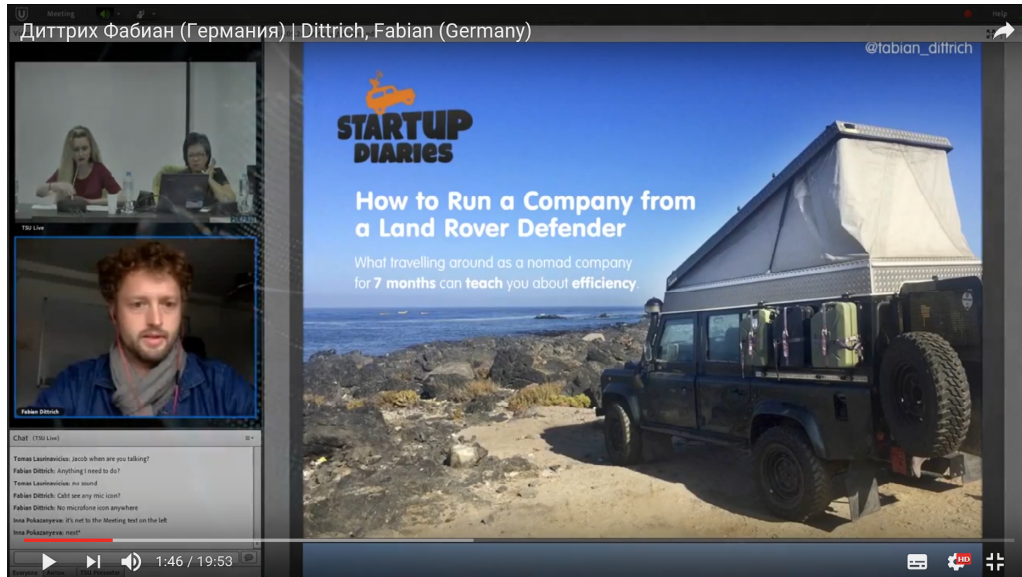 Meeting
Help
Диттрих Фабиан (Германия) | Dittrich, Fabian (Germany)
@fabian_dittrich
STARTUP
DIARIES
How to Run a Company from
a Land Rover Defender
What travelling around as a nomad company
for 7 months can teach you about efficiency.
TSU Live
Fabian Dittrich
Chat (TSU Live)
Tomas Laurinavicius: Jacob when are you talking?
Fabian Dittrich: Anything I need to do?
Tomas Laurinavicius: no sound
Fabian Dittrich: Cabt see any mic icon?
Fabian Dittrich: No microfone icon anywhere
Inna Pokazanyeva: it's net to the Meeting text on the left
Inna Pokazanyeva: next*
1:46 / 19:53
HD
Everyone